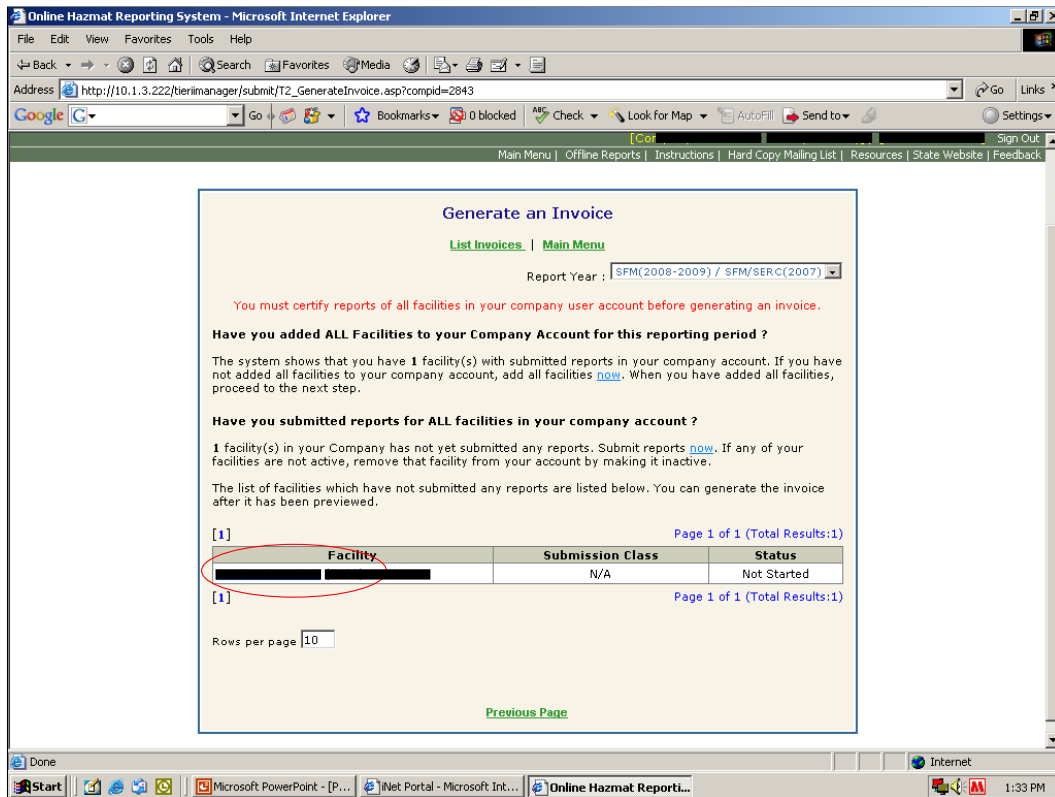 Online Hazmat Reporting System - Microsoft Internet Explorer
File Edit View Favorites Tools Help
Back Search Favorites Media
Address http://10.1.3.222/tieriimanager/submit/T2_GenerateInvoice.asp?compid=2843 Go Links
Google G Go Bookmarks 0 blocked ABC Check Look for Map AutoFill Send to Settings
Sign Out
Main Menu | Offline Reports | Instructions | Hard Copy Mailing List | Resources | State Website | Feedback
Generate an Invoice
List Invoices | Main Menu
Report Year : SFM(2008-2009) / SFM/SERC(2007)
You must certify reports of all facilities in your company user account before generating an invoice.
Have you added ALL Facilities to your Company Account for this reporting period ?
The system shows that you have 1 facility(s) with submitted reports in your company account. If you have
not added all facilities to your company account, add all facilities now. When you have added all facilities,
proceed to the next step.
Have you submitted reports for ALL facilities in your company account ?
1 facility(s) in your Company has not yet submitted any reports. Submit reports now. If any of your
facilities are not active, remove that facility from your account by making it inactive.
The list of facilities which have not submitted any reports are listed below. You can generate the invoice
after it has been previewed.
[1] Page 1 of 1 (Total Results:1)
Facility Submission Class Status
N/A Not Started
[1] Page 1 of 1 (Total Results:1)
Rows per page 10
Previous Page
Done Internet
Start Microsoft PowerPoint - [P... iNet Portal - Microsoft Int... Online Hazmat Reporti... 1:33 PM